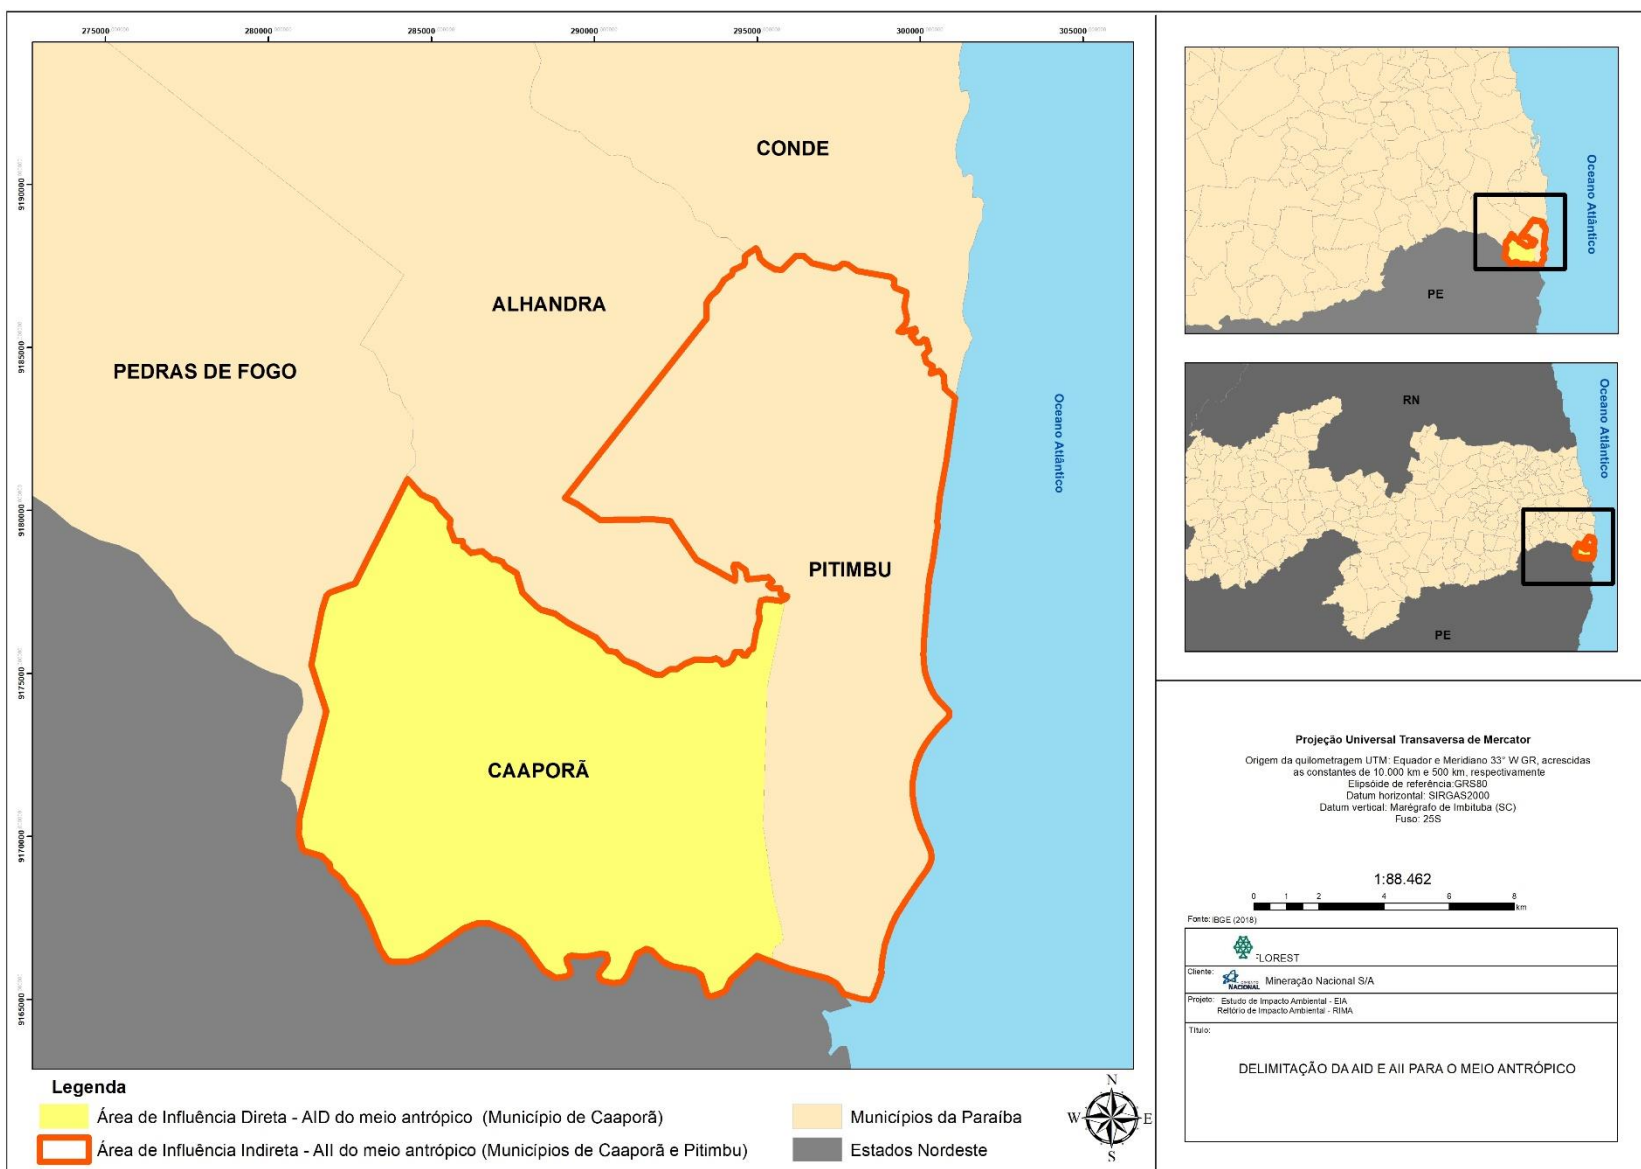 275000
280000
285000
290000
295000
300000
305000
9190000
9185000
9180000
9175000
9170000
9165000
CONDE
ALHANDRA
PEDRAS DE FOGO
PITIMBU
CAAPORÃ
Oceano Atlântico
Oceano Atlântico
PE
RN
Oceano Atlântico
PE
Projeção Universal Transaversa de Mercator
Origem da quilometragem UTM: Equador e Meridiano 33° W GR, acrescidas
as constantes de 10.000 km e 500 km, respectivamente
Elipsóide de referência:GRS80
Datum horizontal: SIRGAS2000
Datum vertical: Marégrafo de Imbituba (SC)
Fuso: 25S
1:88.462
0 1 2 4 6 8
km
Fonte: IBGE (2018)
FLOREST
Cliente:
NACIONAL
Mineração Nacional S/A
Projeto: Estudo de Impacto Ambiental - EIA
Reltório de Impacto Ambiental - RIMA
Título:
DELIMITAÇÃO DA AID E AII PARA O MEIO ANTRÓPICO
Legenda
Área de Influência Direta - AID do meio antrópico (Município de Caaporã)
Área de Influência Indireta - AII do meio antrópico (Municípios de Caaporã e Pitimbu)
Municípios da Paraíba
Estados Nordeste
N
W E
S